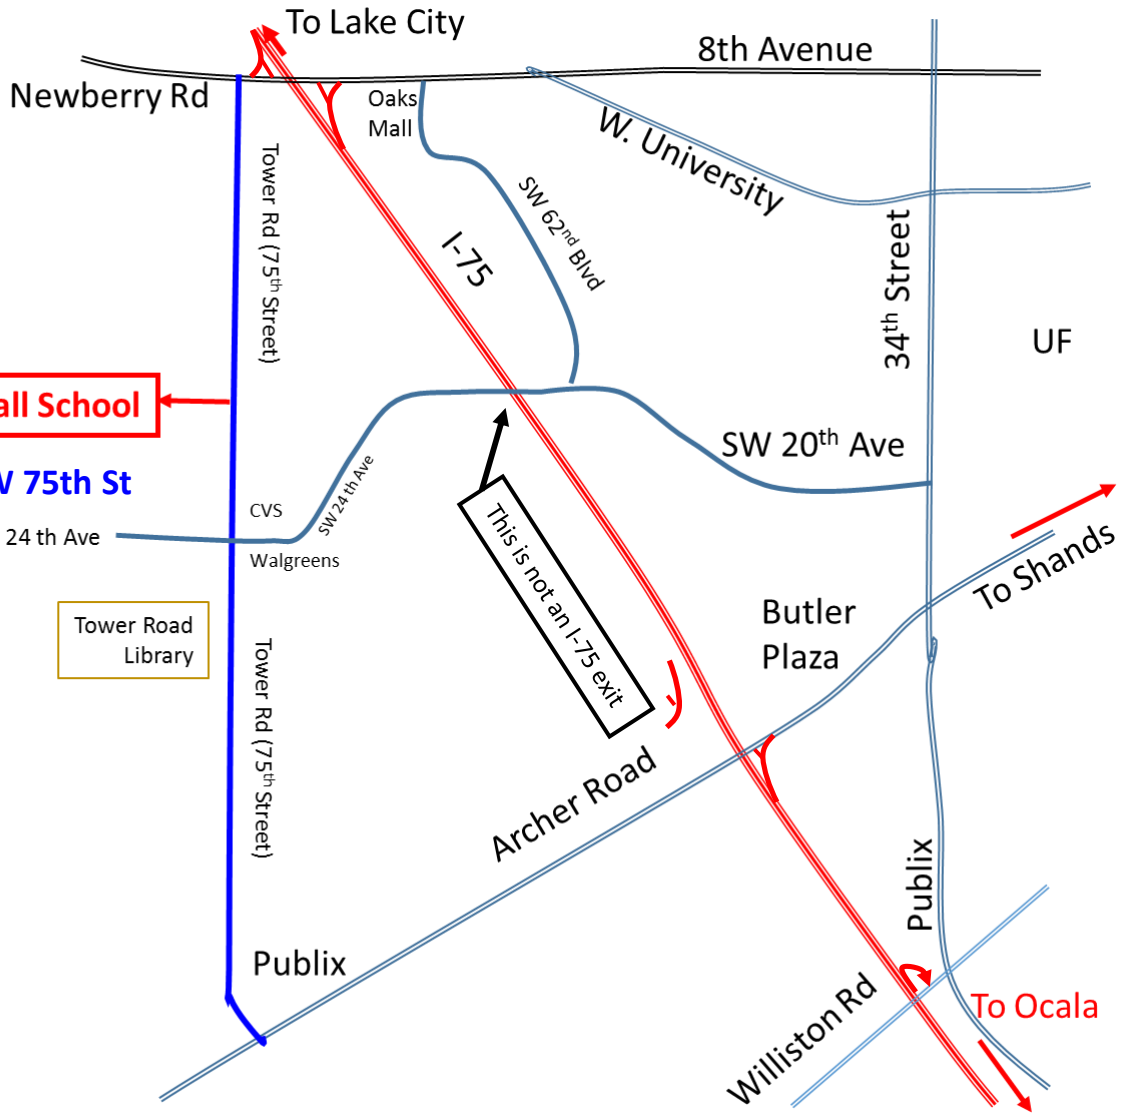 To Lake City
8th Avenue
Newberry Rd
Oaks
Mall
W. University
Tower Rd (75th Street)
SW 62nd Blvd
I-75
34th Street
UF
all School
SW 20th Ave
75th St
CVS
SW 24 th Ave
24 th Ave
Walgreens
This is not an I-75 exit
To Shands
Tower Road
Library
Butler
Plaza
Tower Rd (75th Street)
Archer Road
Publix
Publix
Williston Rd
To Ocala